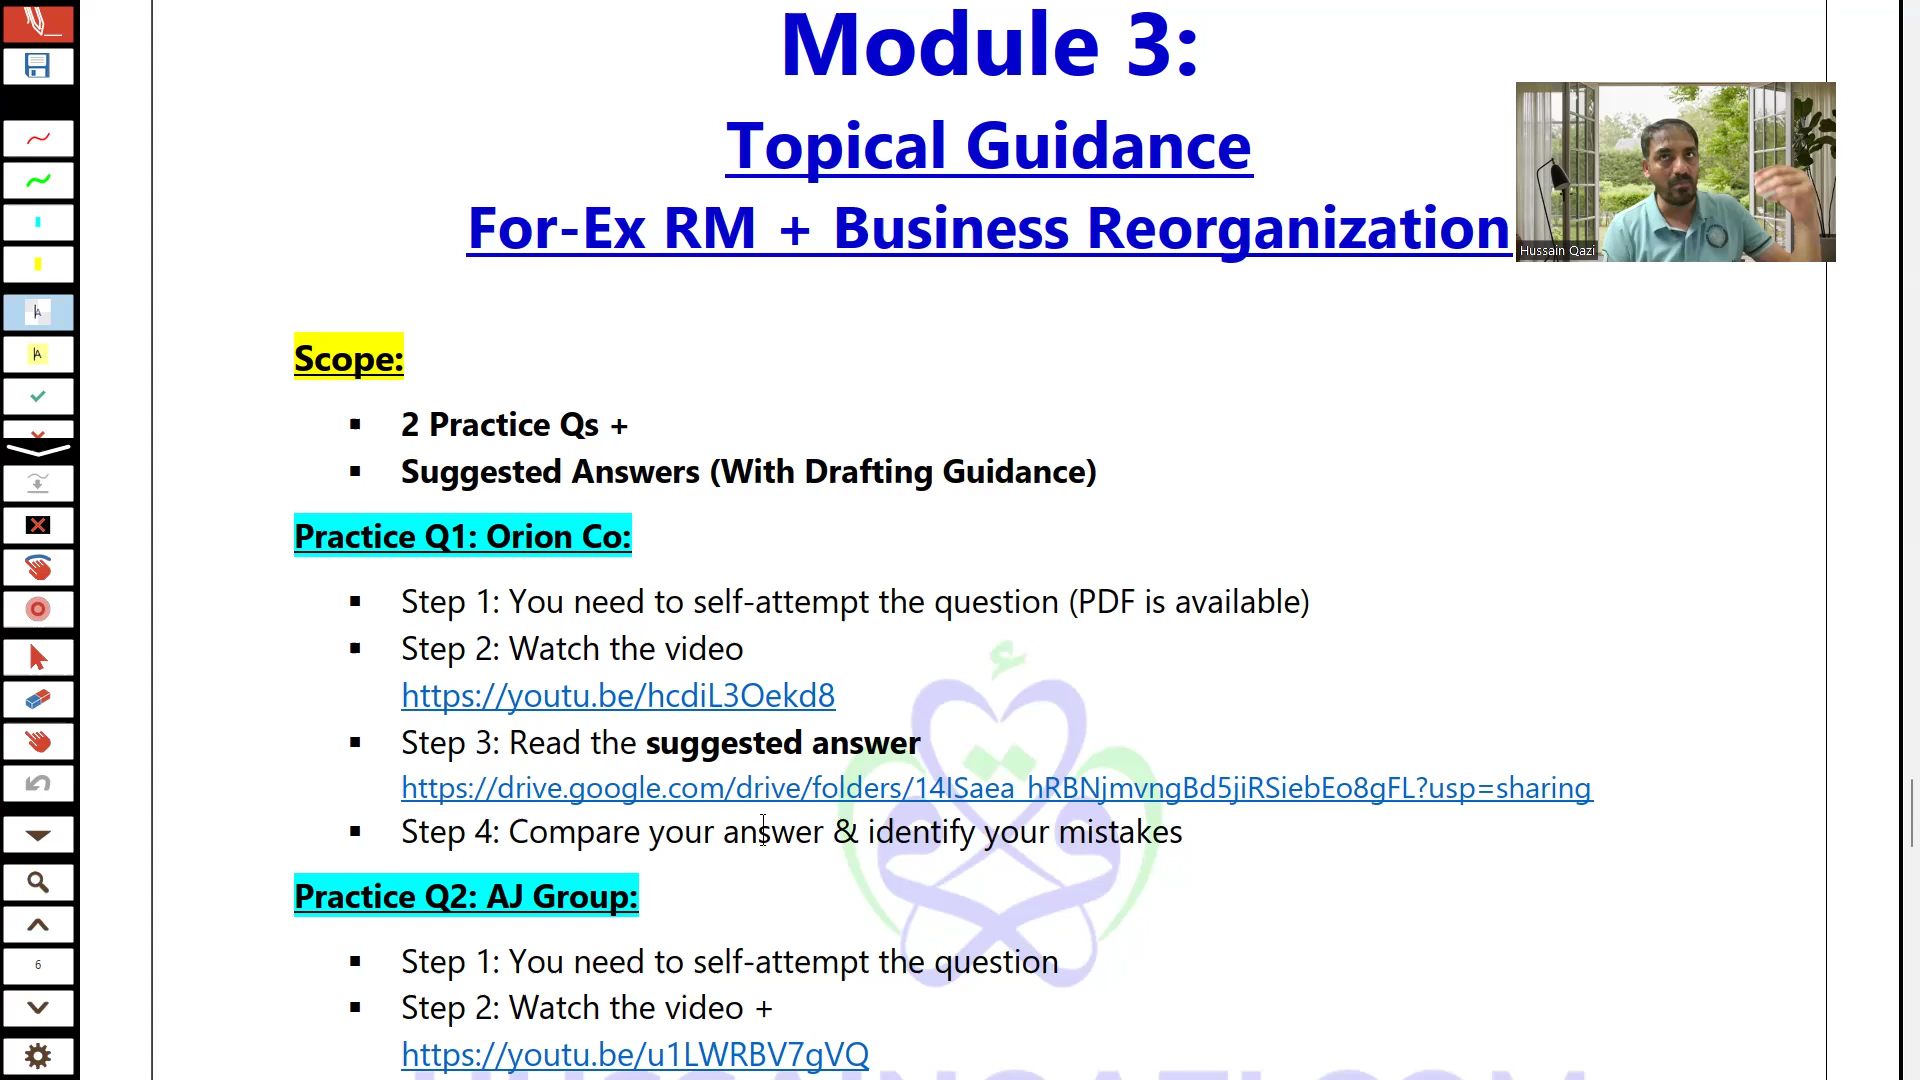 Module 3:
Topical Guidance
For-Ex RM + Business Reorganization
Hussain Qazi
Scope:
▪ 2 Practice Qs +
▪ Suggested Answers (With Drafting Guidance)
Practice Q1: Orion Co:
▪ Step 1: You need to self-attempt the question (PDF is available)
▪ Step 2: Watch the video
https://youtu.be/hcdiL3Oekd8
▪ Step 3: Read the suggested answer
https://drive.google.com/drive/folders/14ISaea_hRBNjmvngBd5jiRSiebEo8gFL?usp=sharing
▪ Step 4: Compare your answer & identify your mistakes
Practice Q2: AJ Group:
▪ Step 1: You need to self-attempt the question
▪ Step 2: Watch the video +
https://youtu.be/u1LWRBV7gVQ
6